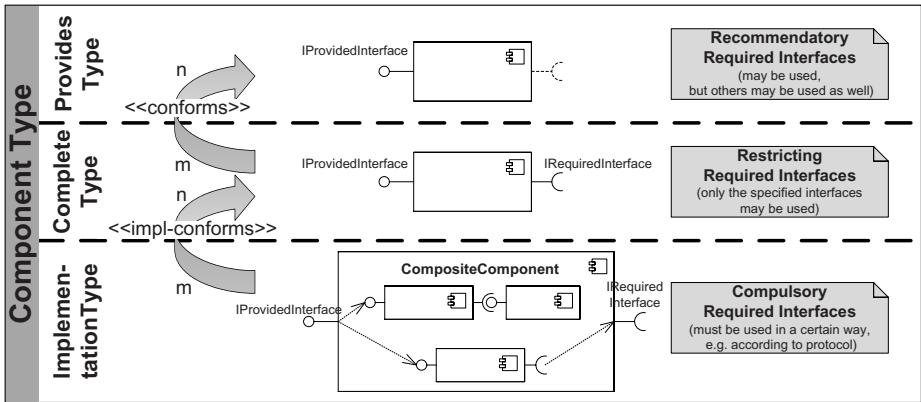 Component Type
Provides
Type
n
<<conforms>>
IProvidedInterface
Recommendatory
Required Interfaces
(may be used,
but others may be used as well)
Complete
Type
m
n
<<impl-conforms>>
IProvidedInterface
IRequiredInterface
Restricting
Required Interfaces
(only the specified interfaces
may be used)
Implemen-
tationType
m
CompositeComponent
IProvidedInterface
IRequired
Interface
Compulsory
Required Interfaces
(must be used in a certain way,
e.g. according to protocol)